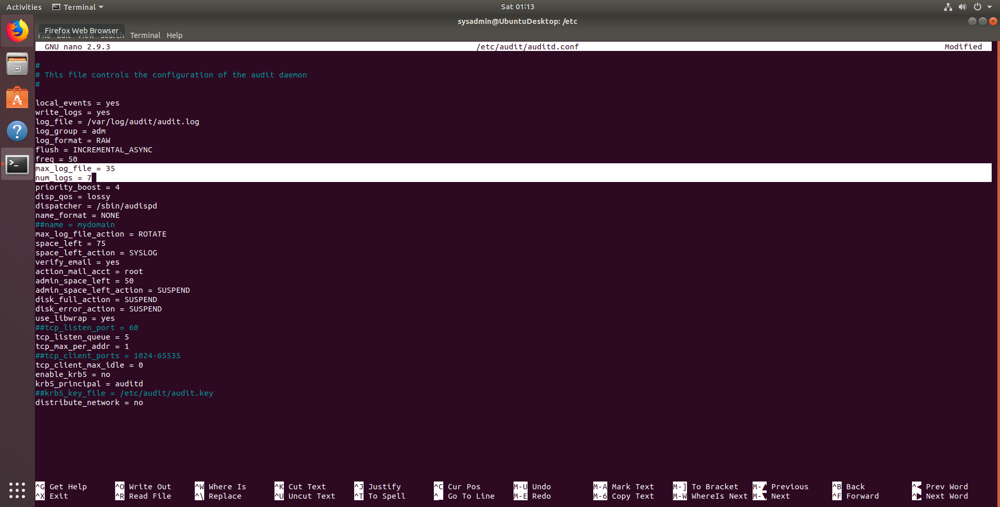 Activities Terminal Sat 01:13
sysadmin@UbuntuDesktop: /etc
Firefox Web Browser
File Edit View Search Terminal Help
GNU nano 2.9.3 /etc/audit/auditd.conf Modified
#
# This file controls the configuration of the audit daemon
#
local_events = yes
write_logs = yes
log_file = /var/log/audit/audit.log
log_group = adm
log_format = RAW
flush = INCREMENTAL_ASYNC
freq = 50
max_log_file = 35
num_logs = 7
priority_boost = 4
disp_qos = lossy
dispatcher = /sbin/audispd
name_format = NONE
##name = mydomain
max_log_file_action = ROTATE
space_left = 75
space_left_action = SYSLOG
verify_email = yes
action_mail_acct = root
admin_space_left = 50
admin_space_left_action = SUSPEND
disk_full_action = SUSPEND
disk_error_action = SUSPEND
use_libwrap = yes
##tcp_listen_port = 60
tcp_listen_queue = 5
tcp_max_per_addr = 1
##tcp_client_ports = 1024-65535
tcp_client_max_idle = 0
enable_krb5 = no
krb5_principal = auditd
##krb5_key_file = /etc/audit/audit.key
distribute_network = no
^G Get Help ^O Write Out ^W Where Is ^K Cut Text ^J Justify ^C Cur Pos M-U Undo M-A Mark Text M-] To Bracket M-▲ Previous ^B Back ^◀ Prev Word
^X Exit ^R Read File ^\ Replace ^U Uncut Text ^T To Spell ^_ Go To Line M-E Redo M-6 Copy Text M-W WhereIs Next M-▼ Next ^F Forward ^▶ Next Word